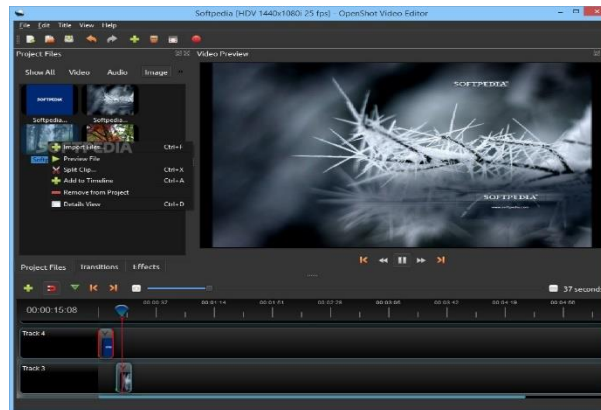 Softpedia (HDV 1440x1080i 25 fps) - OpenShot Video Editor
File Edit Title View Help
Project Files
Video Preview
Show All Video Audio Image
SOFTPEDIA
Softpedia... Softpedia...
SOFTPEDIA
Import Files Ctrl+F
Preview File
Split Clip... Ctrl+X
Add to Timeline Ctrl+A
Remove from Project
Details View Ctrl+D
SOFTPEDIA
SOFTPEDIA
Project Files Transitions Effects
37 seconds
00:00:15:08
Track 4
Track 3